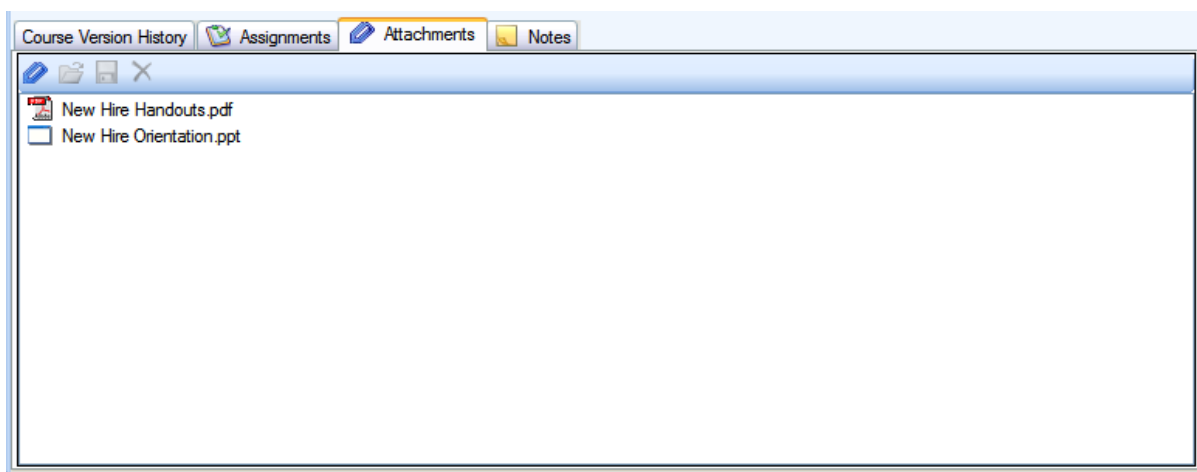 Course Version History Assignments Attachments Notes
New Hire Handouts.pdf
New Hire Orientation.ppt